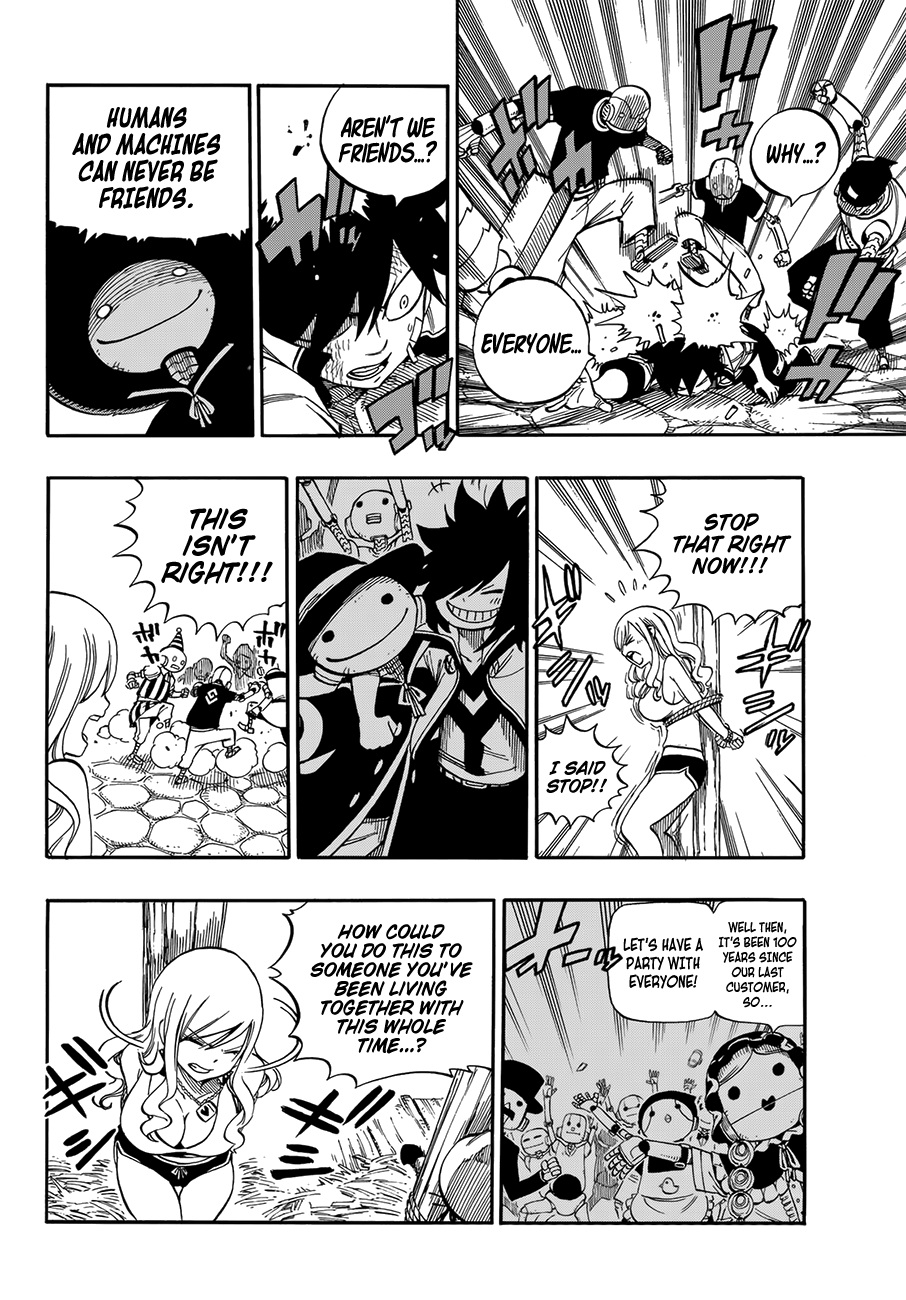 WHY...?
EVERYONE...
AREN'T WE
FRIENDS...?
HUMANS
AND MACHINES
CAN NEVER BE
FRIENDS.
STOP
THAT RIGHT
NOW!!!
I SAID
STOP!!
THIS
ISN'T
RIGHT!!!
WELL THEN,
IT'S BEEN 100
YEARS SINCE
OUR LAST
CUSTOMER,
SO...
LET'S HAVE A
PARTY WITH
EVERYONE!
HOW COULD
YOU DO THIS TO
SOMEONE YOU'VE
BEEN LIVING
TOGETHER WITH
THIS WHOLE
TIME...?